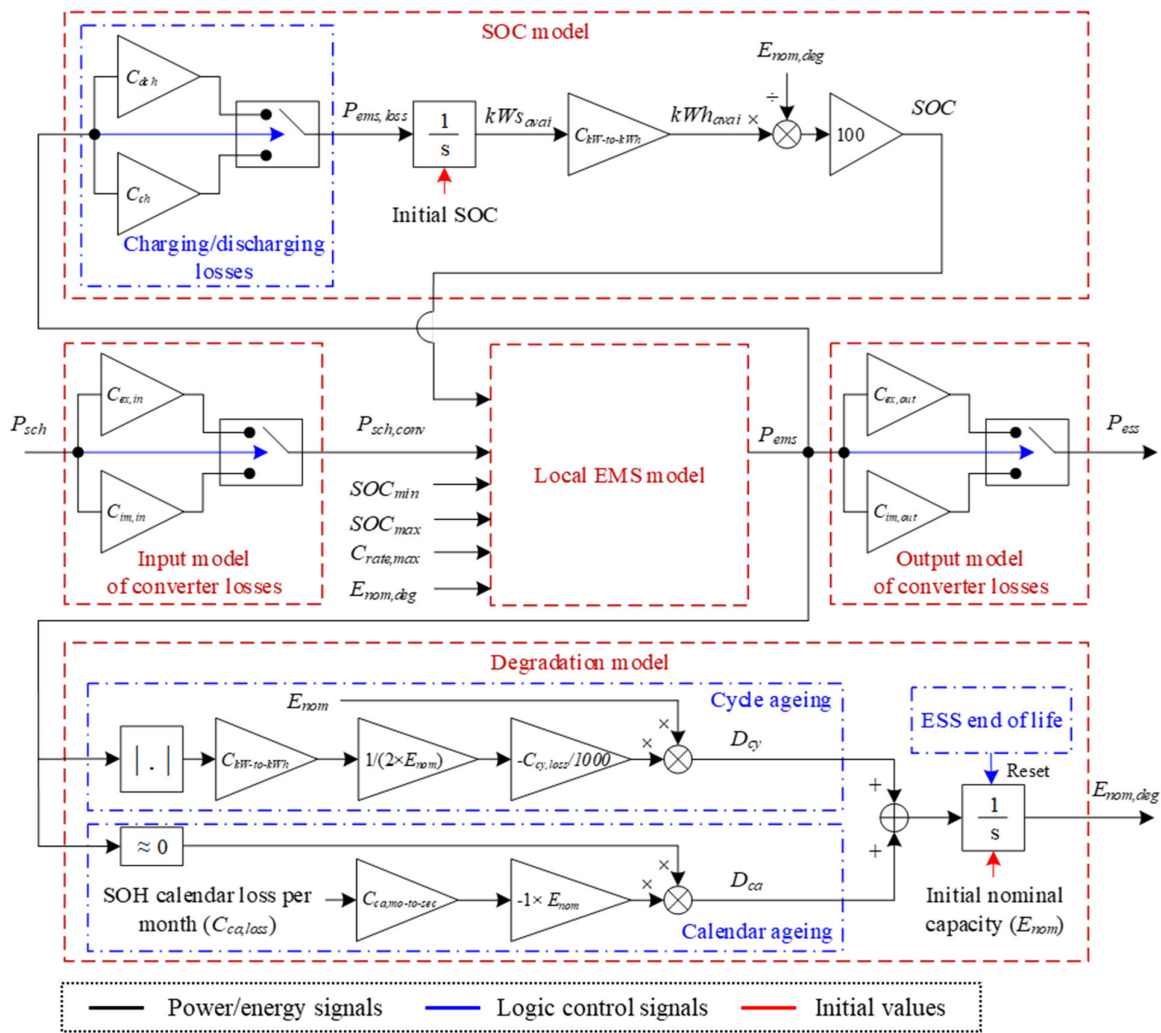 SOC model
C_dch
C_ch
Charging/discharging
losses
P_ems,loss
1
s
Initial SOC
kWs_avai
C_kW-to-kWh
kWh_avai
×
÷
E_nom,deg
100
SOC
P_sch
C_ex,in
C_im,in
Input model
of converter losses
P_sch,conv
SOC_min
SOC_max
C_rate,max
E_nom,deg
Local EMS model
P_ems
C_ex,out
C_im,out
Output model
of converter losses
P_ess
Degradation model
Cycle ageing
E_nom
| . |
C_kW-to-kWh
1/(2×E_nom)
-C_cy,loss/1000
×
×
D_cy
≈ 0
SOH calendar loss per
month (C_ca,loss)
C_ca,mo-to-sec
-1× E_nom
×
×
D_ca
Calendar ageing
+
+
ESS end of life
Reset
1
s
Initial nominal
capacity (E_nom)
E_nom,deg
Power/energy signals
Logic control signals
Initial values